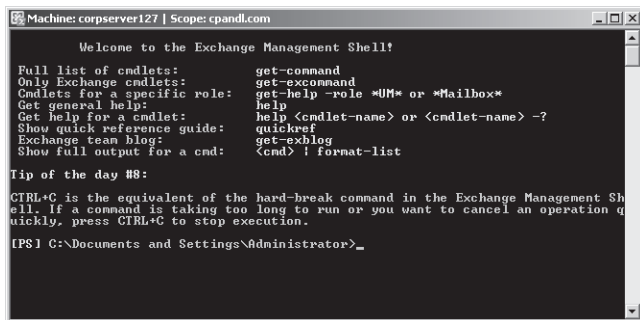 Machine: corpserver127 | Scope: cpandl.com
Welcome to the Exchange Management Shell!
Full list of cmdlets: get-command
Only Exchange cmdlets: get-excommand
Cmdlets for a specific role: get-help -role *UM* or *Mailbox*
Get general help: help
Get help for a cmdlet: help <cmdlet-name> or <cmdlet-name> -?
Show quick reference guide: quickref
Exchange team blog: get-exblog
Show full output for a cmd: <cmd> | format-list
Tip of the day #8:
CTRL+C is the equivalent of the hard-break command in the Exchange Management Sh
ell. If a command is taking too long to run or you want to cancel an operation q
uickly, press CTRL+C to stop execution.
[PS] C:\Documents and Settings\Administrator>_